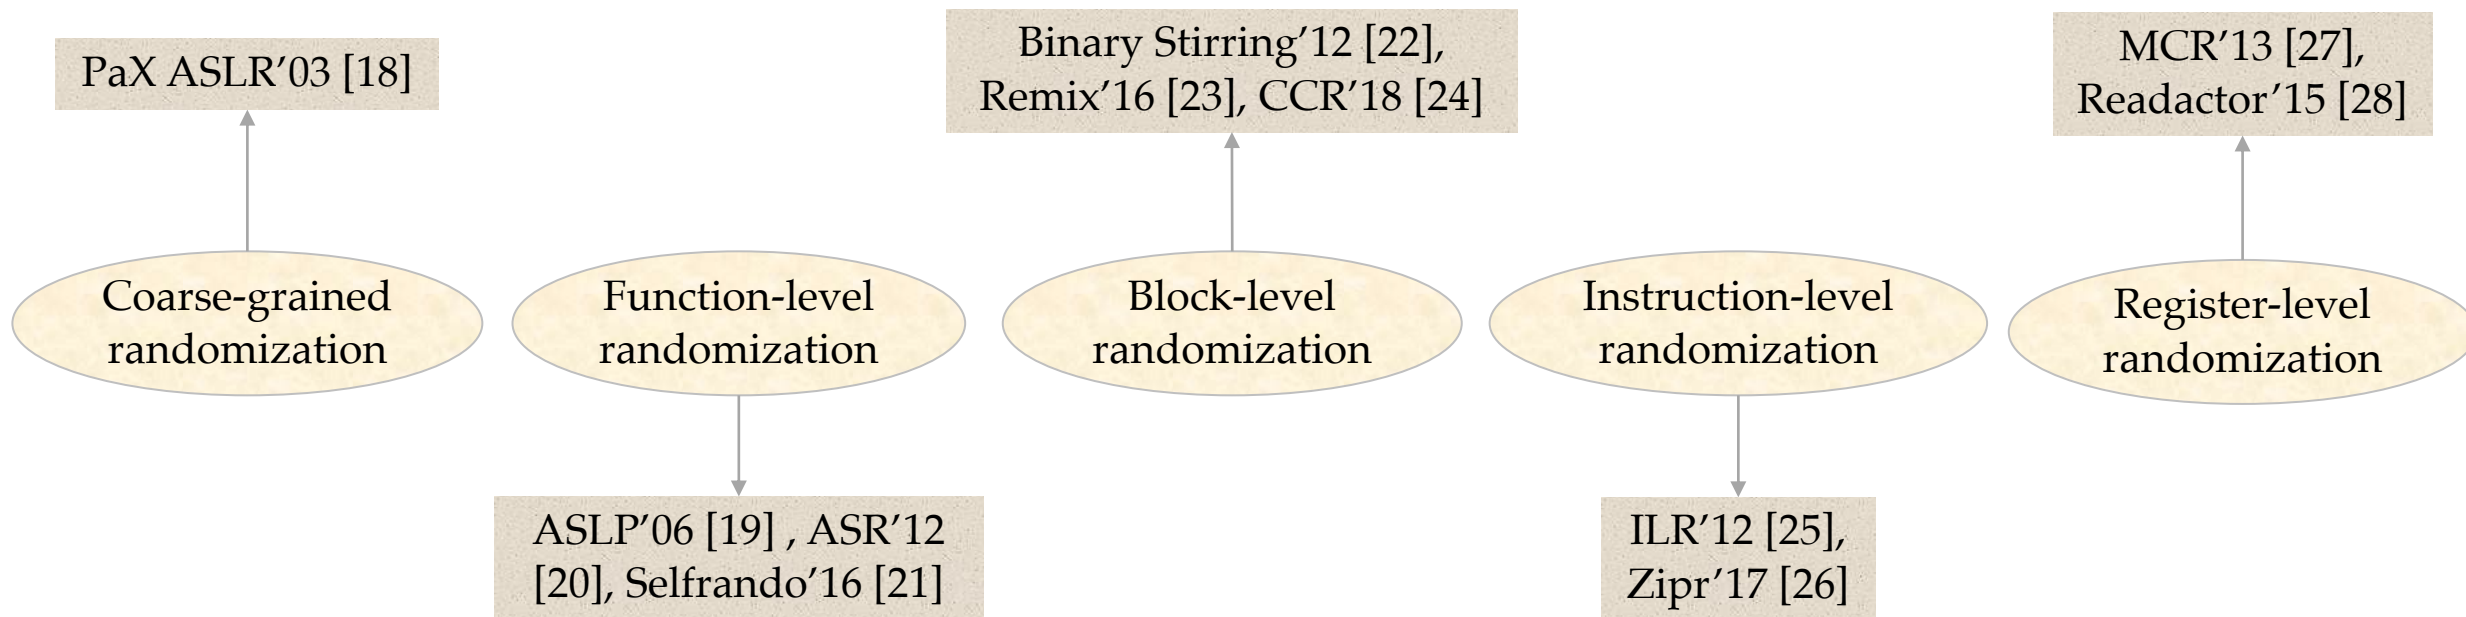 PaX ASLR’03 [18]
Binary Stirring’12 [22],
Remix’16 [23], CCR’18 [24]
MCR’13 [27],
Readactor’15 [28]
Coarse-grained
randomization
Function-level
randomization
Block-level
randomization
Instruction-level
randomization
Register-level
randomization
ASLP’06 [19] , ASR’12
[20], Selfrando’16 [21]
ILR’12 [25],
Zipr’17 [26]